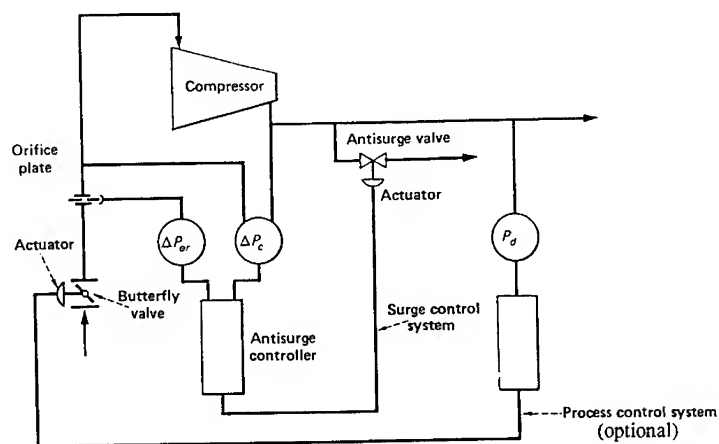 Compressor
Antisurge valve
Orifice
plate
Actuator
ΔP_or
ΔP_c
P_d
Actuator
Butterfly
valve
Surge control
system
Antisurge
controller
Process control system
(optional)